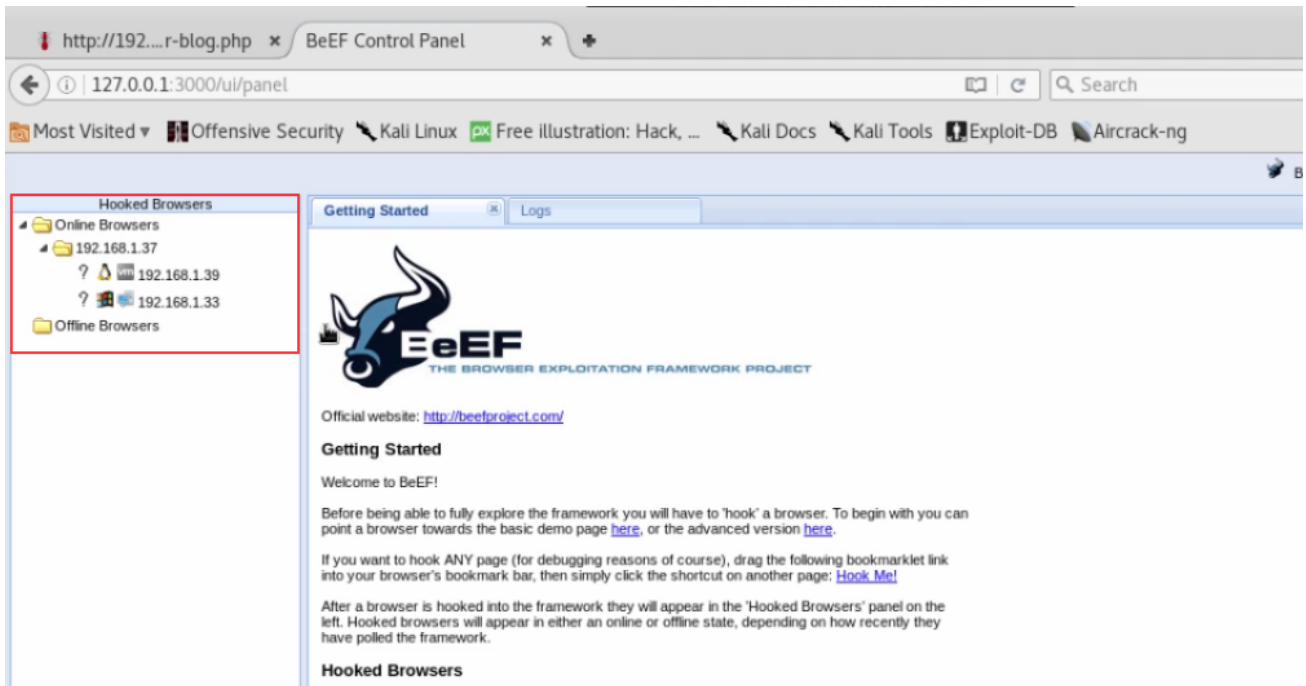 http://192....r-blog.php
BeEF Control Panel
127.0.0.1:3000/ui/panel
Search
Most Visited
Offensive Security
Kali Linux
Free illustration: Hack, ...
Kali Docs
Kali Tools
Exploit-DB
Aircrack-ng
B
Hooked Browsers
Online Browsers
192.168.1.37
? vm 192.168.1.39
? 192.168.1.33
Offline Browsers
Getting Started
Logs
BeEF
THE BROWSER EXPLOITATION FRAMEWORK PROJECT
Official website: http://beefproject.com/
Getting Started
Welcome to BeEF!
Before being able to fully explore the framework you will have to 'hook' a browser. To begin with you can
point a browser towards the basic demo page here, or the advanced version here.
If you want to hook ANY page (for debugging reasons of course), drag the following bookmarklet link
into your browser's bookmark bar, then simply click the shortcut on another page: Hook Me!
After a browser is hooked into the framework they will appear in the 'Hooked Browsers' panel on the
left. Hooked browsers will appear in either an online or offline state, depending on how recently they
have polled the framework.
Hooked Browsers